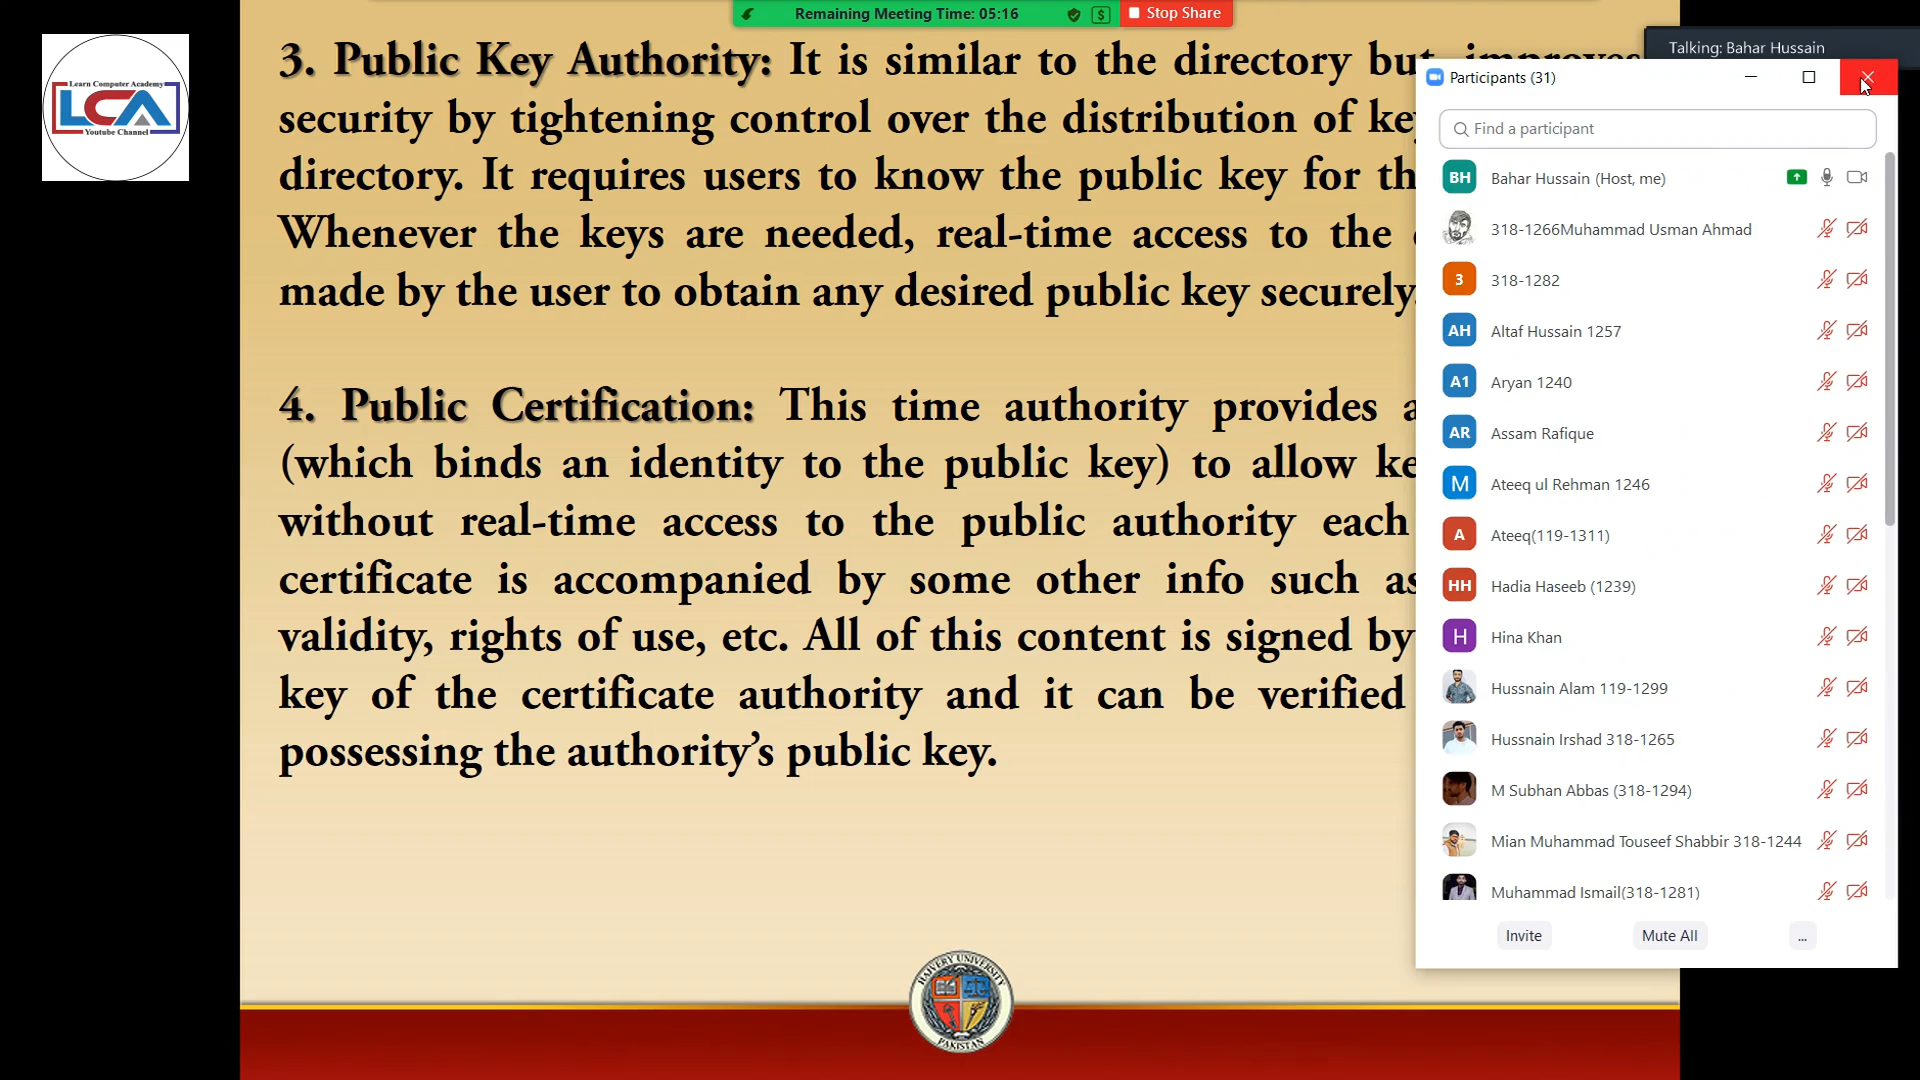 Remaining Meeting Time: 05:16
Stop Share
Talking: Bahar Hussain
Learn Computer Academy
LCA
Youtube Channel
3. Public Key Authority: It is similar to the directory but improves
security by tightening control over the distribution of
directory. It requires users to know the public key for
Whenever the keys are needed, real-time access to the
made by the user to obtain any desired public key securely.
4. Public Certification: This time authority provides
(which binds an identity to the public key) to allow
without real-time access to the public authority each
certificate is accompanied by some other info such as
validity, rights of use, etc. All of this content is signed by
key of the certificate authority and it can be verified
possessing the authority’s public key.
Participants (31)
Find a participant
BH Bahar Hussain (Host, me)
318-1266Muhammad Usman Ahmad
3 318-1282
AH Altaf Hussain 1257
A1 Aryan 1240
AR Assam Rafique
M Ateeq ul Rehman 1246
A Ateeq(119-1311)
HH Hadia Haseeb (1239)
H Hina Khan
Hussnain Alam 119-1299
Hussnain Irshad 318-1265
M Subhan Abbas (318-1294)
Mian Muhammad Touseef Shabbir 318-1244
Muhammad Ismail(318-1281)
Invite
Mute All
...
HAJVERY UNIVERSITY
PAKISTAN